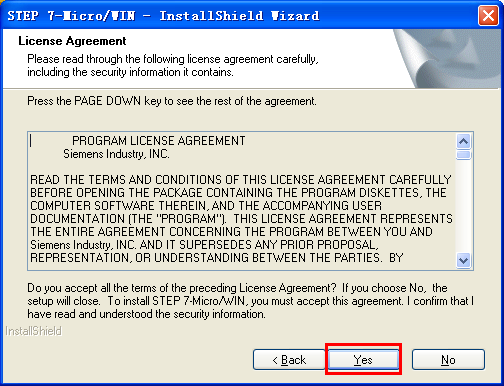 STEP 7-Micro/WIN - InstallShield Wizard
License Agreement
Please read through the following license agreement carefully,
including the security information it contains.
Press the PAGE DOWN key to see the rest of the agreement.
PROGRAM LICENSE AGREEMENT
Siemens Industry, INC.
READ THE TERMS AND CONDITIONS OF THIS LICENSE AGREEMENT CAREFULLY
BEFORE OPENING THE PACKAGE CONTAINING THE PROGRAM DISKETTES, THE
COMPUTER SOFTWARE THEREIN, AND THE ACCOMPANYING USER
DOCUMENTATION (THE "PROGRAM"). THIS LICENSE AGREEMENT REPRESENTS
THE ENTIRE AGREEMENT CONCERNING THE PROGRAM BETWEEN YOU AND
Siemens Industry, INC. AND IT SUPERSEDES ANY PRIOR PROPOSAL,
REPRESENTATION, OR UNDERSTANDING BETWEEN THE PARTIES. BY
Do you accept all the terms of the preceding License Agreement? If you choose No, the
setup will close. To install STEP 7-Micro/WIN, you must accept this agreement. I confirm that I
have read and understood the security information.
InstallShield
< Back
Yes
No